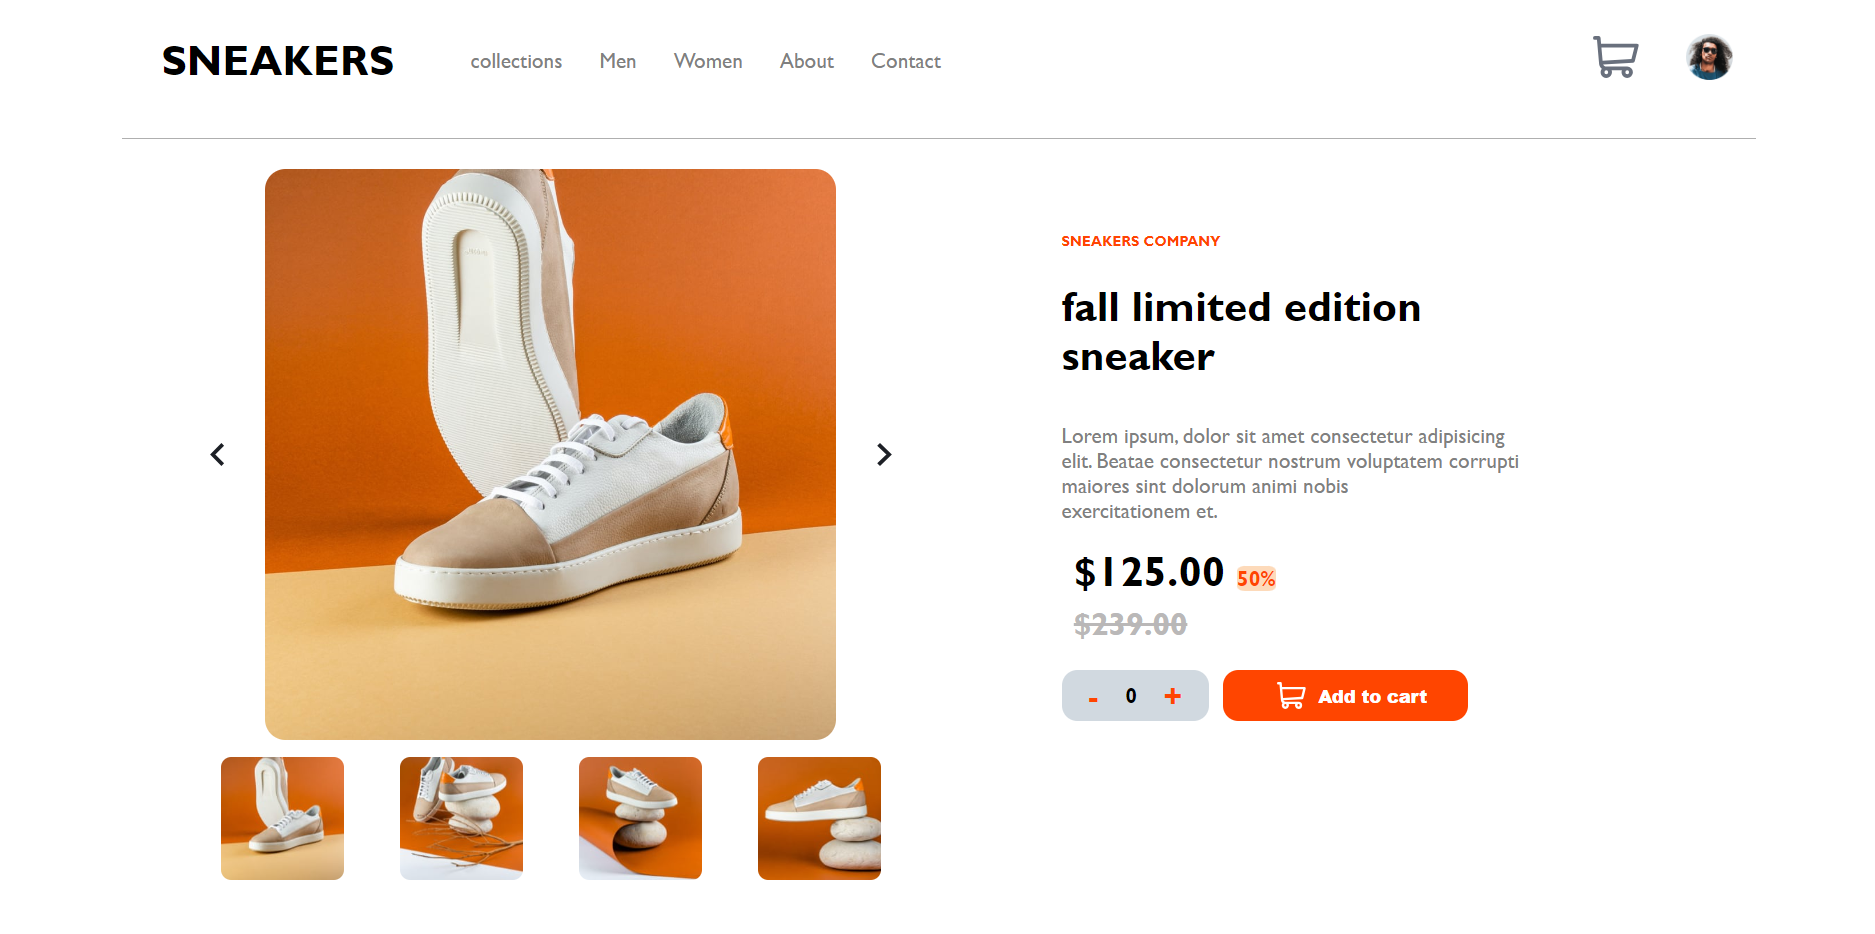 SNEAKERS
collections Men Women About Contact
SNEAKERS COMPANY
fall limited edition
sneaker
Lorem ipsum, dolor sit amet consectetur adipisicing
elit. Beatae consectetur nostrum voluptatem corrupti
maiores sint dolorum animi nobis
exercitationem et.
$125.00 50%
$239.00
- 0 + Add to cart